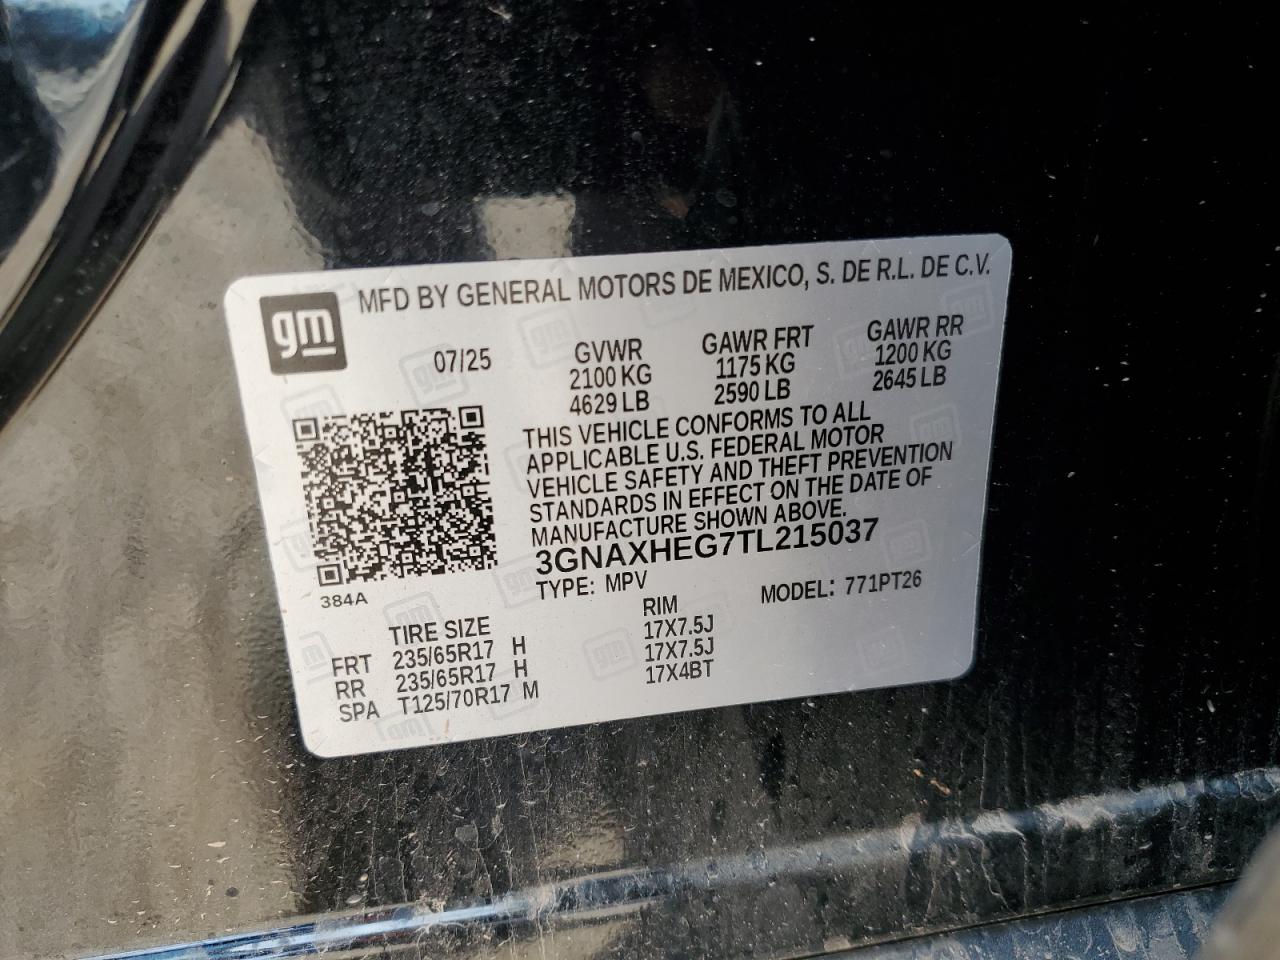 gm
MFD BY GENERAL MOTORS DE MEXICO, S. DE R.L. DE C.V.
07/25 GVWR GAWR FRT GAWR RR
2100 KG 1175 KG 1200 KG
4629 LB 2590 LB 2645 LB
THIS VEHICLE CONFORMS TO ALL
APPLICABLE U.S. FEDERAL MOTOR
VEHICLE SAFETY AND THEFT PREVENTION
STANDARDS IN EFFECT ON THE DATE OF
MANUFACTURE SHOWN ABOVE.
3GNAXHEG7TL215037
TYPE: MPV MODEL: 771PT26
384A
TIRE SIZE RIM
FRT 235/65R17 H 17X7.5J
RR 235/65R17 H 17X7.5J
SPA T125/70R17 M 17X4BT